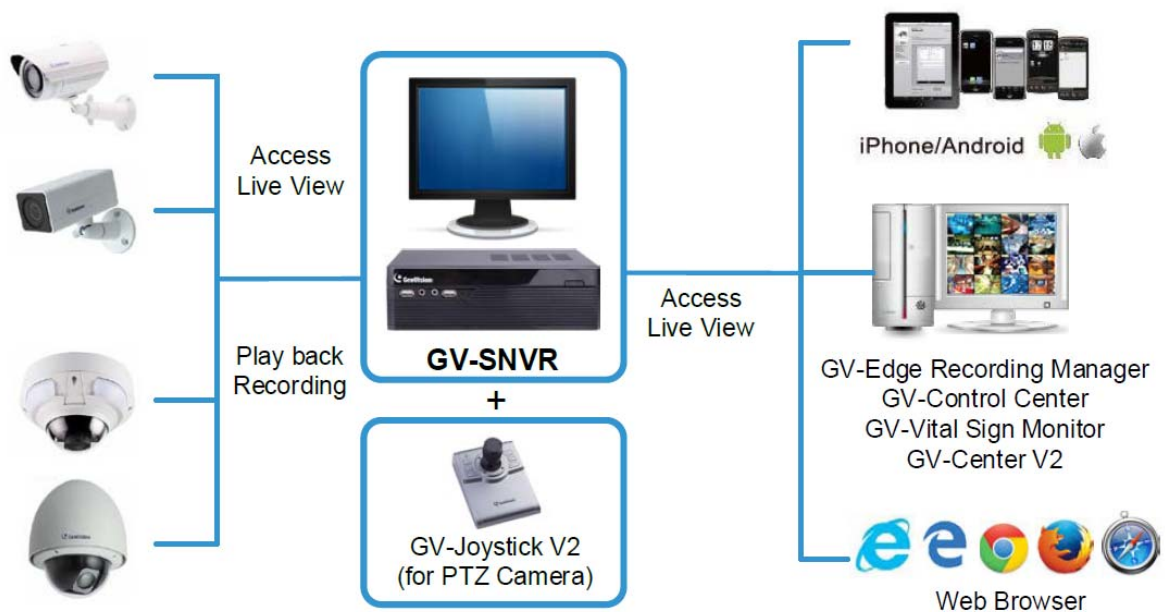 Access
Live View
Play back
Recording
GeoVision
GV-SNVR
+
GV-Joystick V2
(for PTZ Camera)
Access
Live View
iPhone/Android
GV-Edge Recording Manager
GV-Control Center
GV-Vital Sign Monitor
GV-Center V2
Web Browser